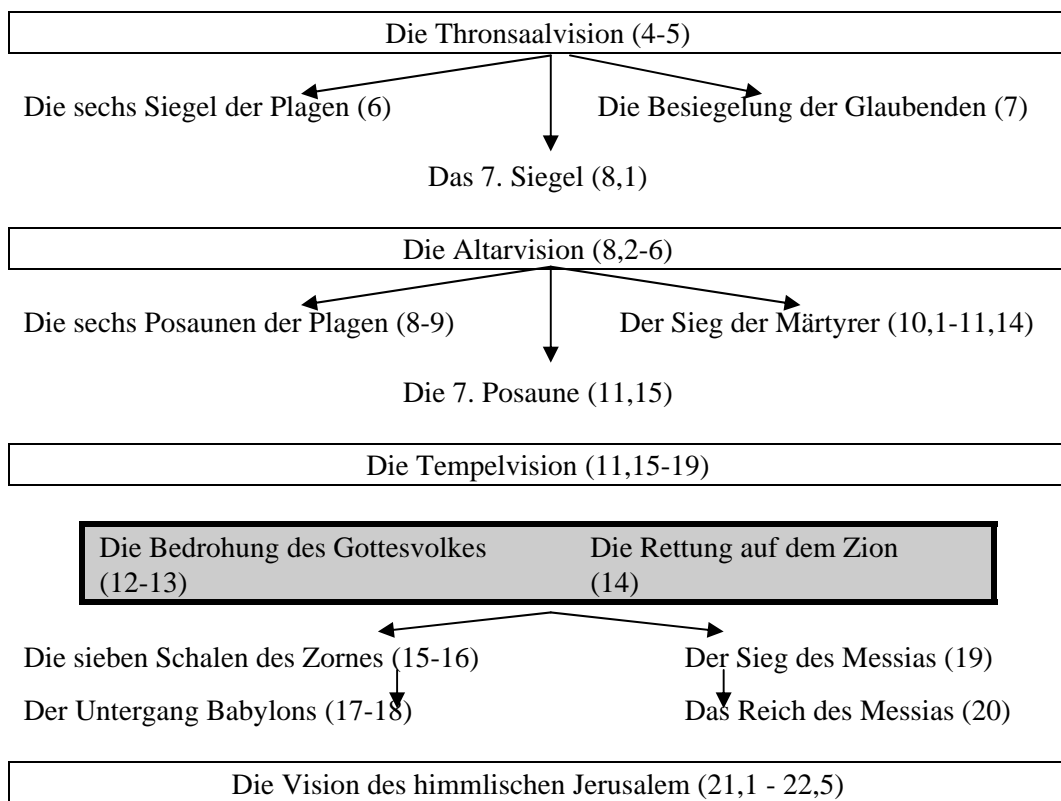 Die Thronsaalvision (4-5)
Die sechs Siegel der Plagen (6)
Die Besiegelung der Glaubenden (7)
Das 7. Siegel (8,1)
Die Altarvision (8,2-6)
Die sechs Posaunen der Plagen (8-9)
Der Sieg der Märtyrer (10,1-11,14)
Die 7. Posaune (11,15)
Die Tempelvision (11,15-19)
Die Bedrohung des Gottesvolkes
(12-13)
Die Rettung auf dem Zion
(14)
Die sieben Schalen des Zornes (15-16)
Der Sieg des Messias (19)
Der Untergang Babylons (17-18)
Das Reich des Messias (20)
Die Vision des himmlischen Jerusalem (21,1 - 22,5)